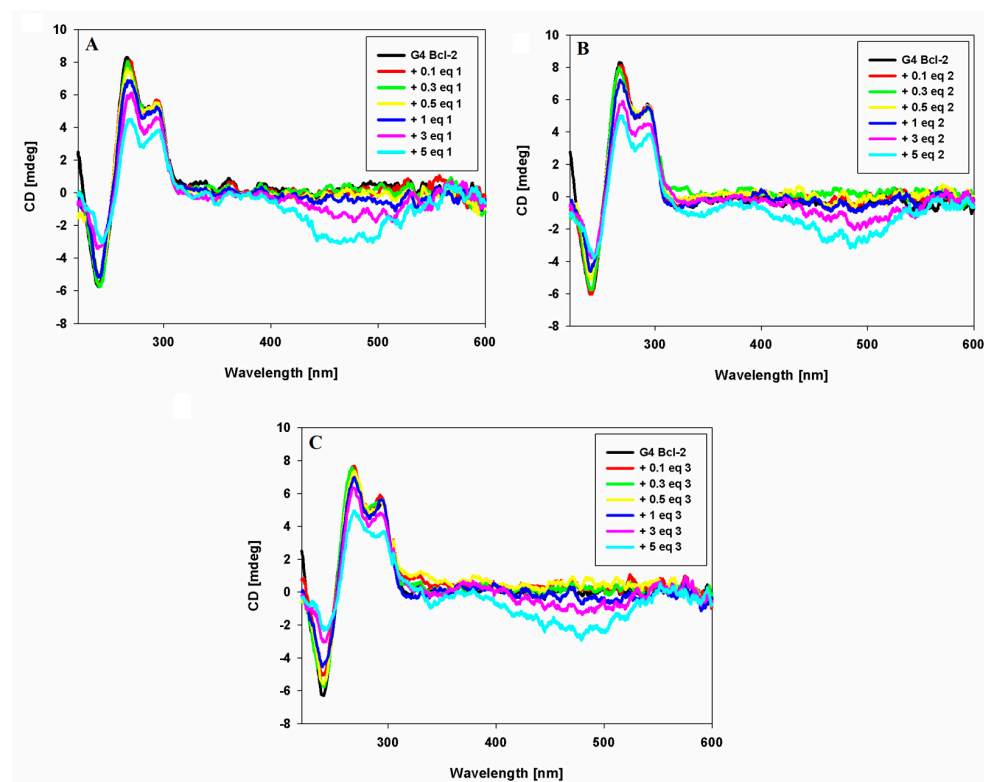 A
G4 Bcl-2
+ 0.1 eq 1
+ 0.3 eq 1
+ 0.5 eq 1
+ 1 eq 1
+ 3 eq 1
+ 5 eq 1
10
8
6
4
2
0
-2
-4
-6
-8
CD [mdeg]
300 400 500 600
Wavelength [nm]
B
G4 Bcl-2
+ 0.1 eq 2
+ 0.3 eq 2
+ 0.5 eq 2
+ 1 eq 2
+ 3 eq 2
+ 5 eq 2
10
8
6
4
2
0
-2
-4
-6
-8
CD [mdeg]
300 400 500 600
Wavelength [nm]
C
G4 Bcl-2
+ 0.1 eq 3
+ 0.3 eq 3
+ 0.5 eq 3
+ 1 eq 3
+ 3 eq 3
+ 5 eq 3
10
8
6
4
2
0
-2
-4
-6
-8
CD [mdeg]
300 400 500 600
Wavelength [nm]